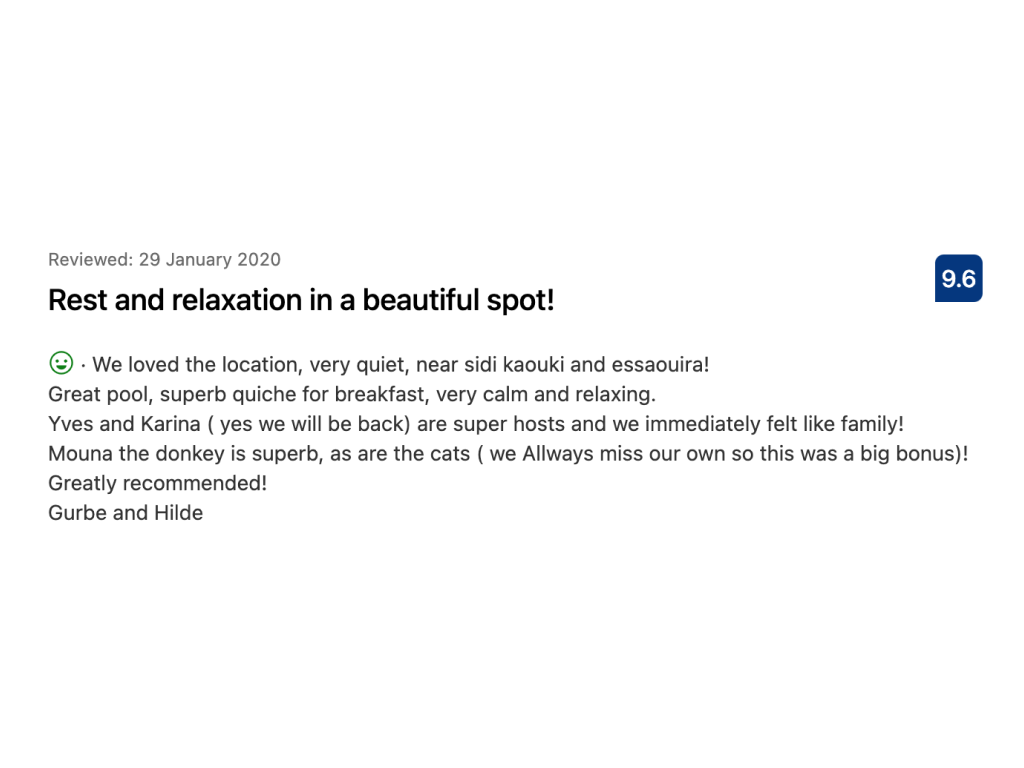 Reviewed: 29 January 2020
9.6
Rest and relaxation in a beautiful spot!
· We loved the location, very quiet, near sidi kaouki and essaouira!
Great pool, superb quiche for breakfast, very calm and relaxing.
Yves and Karina ( yes we will be back) are super hosts and we immediately felt like family!
Mouna the donkey is superb, as are the cats ( we Allways miss our own so this was a big bonus)!
Greatly recommended!
Gurbe and Hilde